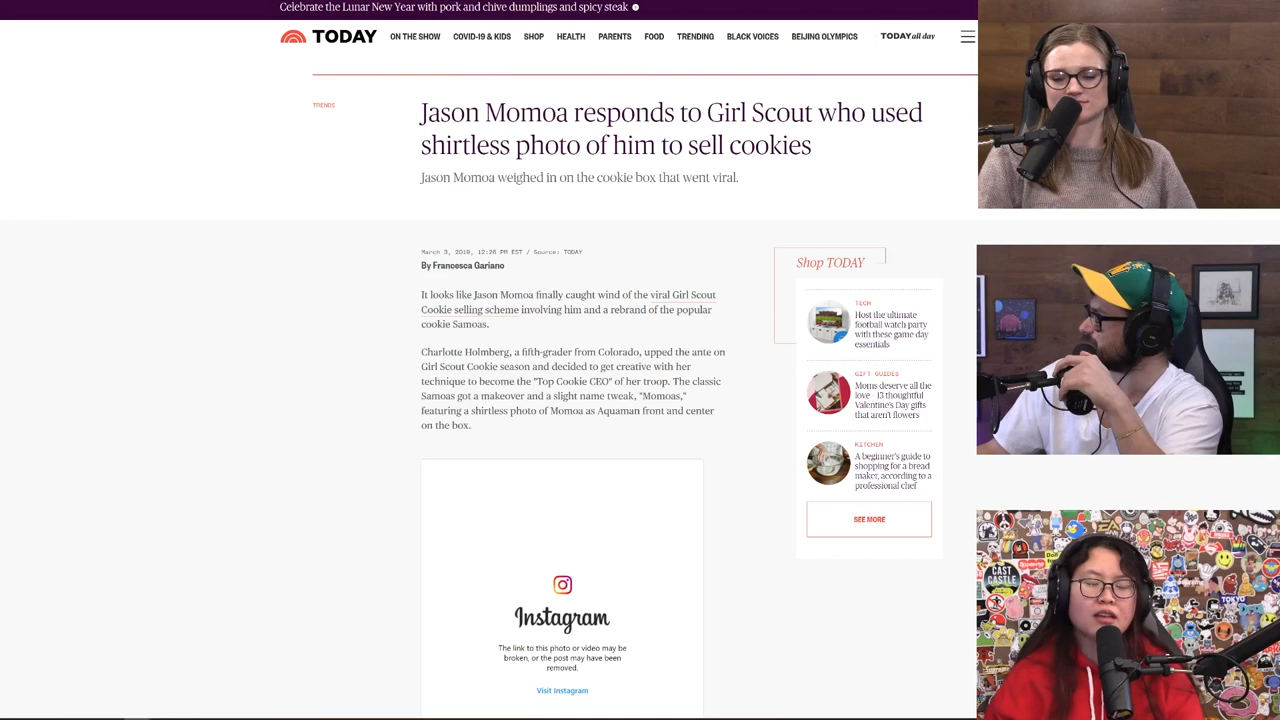 Celebrate the Lunar New Year with pork and chive dumplings and spicy steak
TODAY ON THE SHOW COVID-19 & KIDS SHOP HEALTH PARENTS FOOD TRENDING BLACK VOICES BEIJING OLYMPICS TODAY all day
TRENDS
Jason Momoa responds to Girl Scout who used
shirtless photo of him to sell cookies
Jason Momoa weighed in on the cookie box that went viral.
March 3, 2019, 12:26 PM EST / Source: TODAY
By Francesca Gariano
It looks like Jason Momoa finally caught wind of the viral Girl Scout
Cookie selling scheme involving him and a rebrand of the popular
cookie Samoas.
Charlotte Holmberg, a fifth-grader from Colorado, upped the ante on
Girl Scout Cookie season and decided to get creative with her
technique to become the "Top Cookie CEO" of her troop. The classic
Samoas got a makeover and a slight name tweak, "Momoas,"
featuring a shirtless photo of Momoa as Aquaman front and center
on the box.
Instagram
The link to this photo or video may be
broken, or the post may have been
removed.
Visit Instagram
Shop TODAY
TECH
Host the ultimate
football watch party
with these game day
essentials
GIFT GUIDES
Moms deserve all the
love - 13 thoughtful
Valentine's Day gifts
that aren't flowers
KITCHEN
A beginner's guide to
shopping for a bread
maker, according to a
professional chef
SEE MORE
CAST
CASTLE
TOKYO